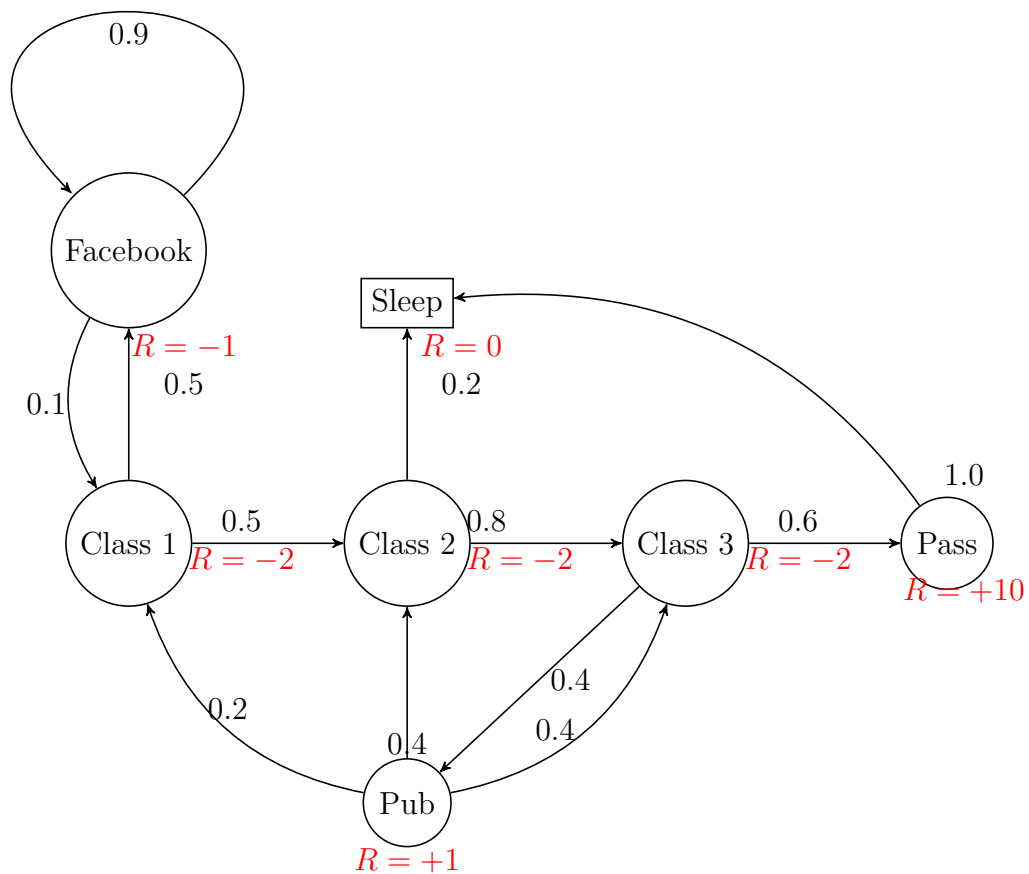 0.9
Facebook
R = −1
Sleep
R = 0
0.1
0.5
0.2
1.0
Class 1
0.5
R = −2
Class 2
0.8
R = −2
Class 3
0.6
R = −2
Pass
R = +10
0.2
0.4
0.4
0.4
Pub
R = +1